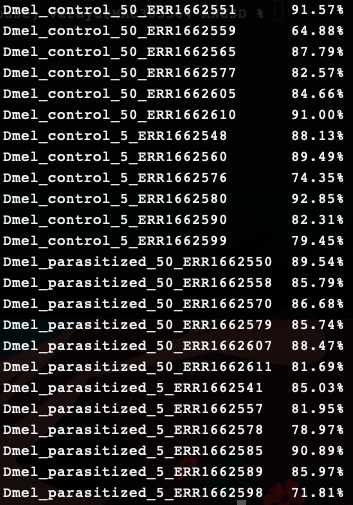 Dmel_control_50_ERR1662551 91.57%
Dmel_control_50_ERR1662559 64.88%
Dmel_control_50_ERR1662565 87.79%
Dmel_control_50_ERR1662577 82.57%
Dmel_control_50_ERR1662605 84.66%
Dmel_control_50_ERR1662610 91.00%
Dmel_control_5_ERR1662548 88.13%
Dmel_control_5_ERR1662560 89.49%
Dmel_control_5_ERR1662576 74.35%
Dmel_control_5_ERR1662580 92.85%
Dmel_control_5_ERR1662590 82.31%
Dmel_control_5_ERR1662599 79.45%
Dmel_parasitized_50_ERR1662550 89.54%
Dmel_parasitized_50_ERR1662558 85.79%
Dmel_parasitized_50_ERR1662570 86.68%
Dmel_parasitized_50_ERR1662579 85.74%
Dmel_parasitized_50_ERR1662607 88.47%
Dmel_parasitized_50_ERR1662611 81.69%
Dmel_parasitized_5_ERR1662541 85.03%
Dmel_parasitized_5_ERR1662557 81.95%
Dmel_parasitized_5_ERR1662578 78.97%
Dmel_parasitized_5_ERR1662585 90.89%
Dmel_parasitized_5_ERR1662589 85.97%
Dmel_parasitized_5_ERR1662598 71.81%